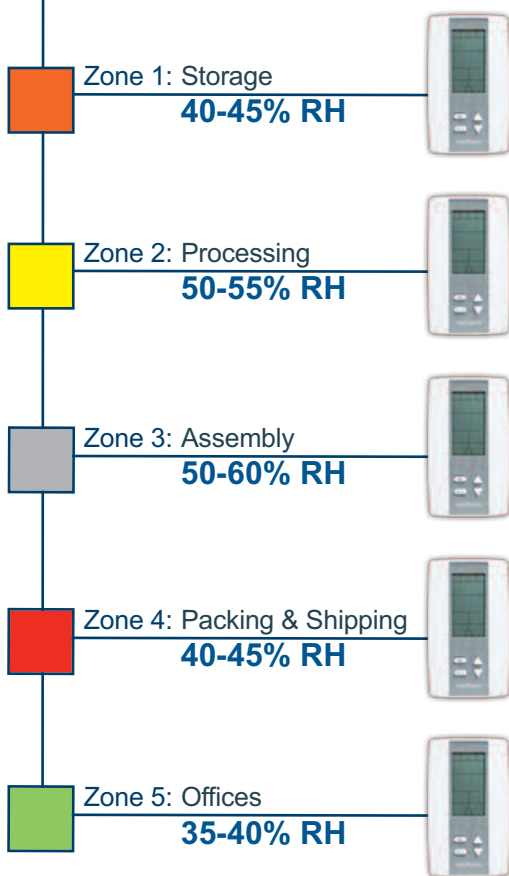 Zone 1: Storage
40-45% RH
Zone 2: Processing
50-55% RH
Zone 3: Assembly
50-60% RH
Zone 4: Packing & Shipping
40-45% RH
Zone 5: Offices
35-40% RH